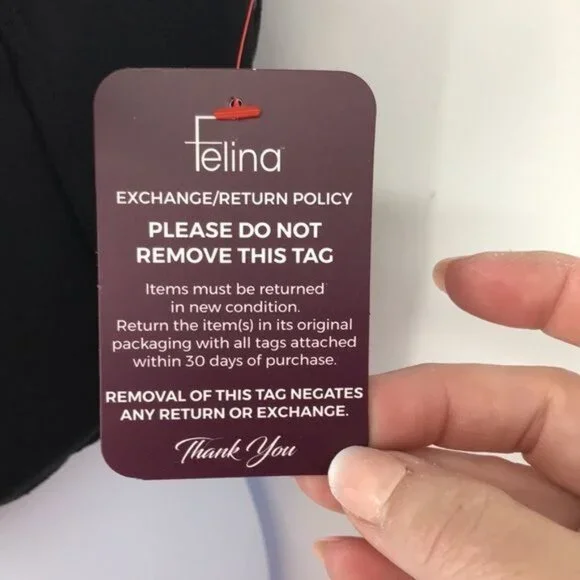 Felina
EXCHANGE/RETURN POLICY
PLEASE DO NOT
REMOVE THIS TAG
Items must be returned
in new condition.
Return the item(s) in its original
packaging with all tags attached
within 30 days of purchase.
REMOVAL OF THIS TAG NEGATES
ANY RETURN OR EXCHANGE.
Thank You